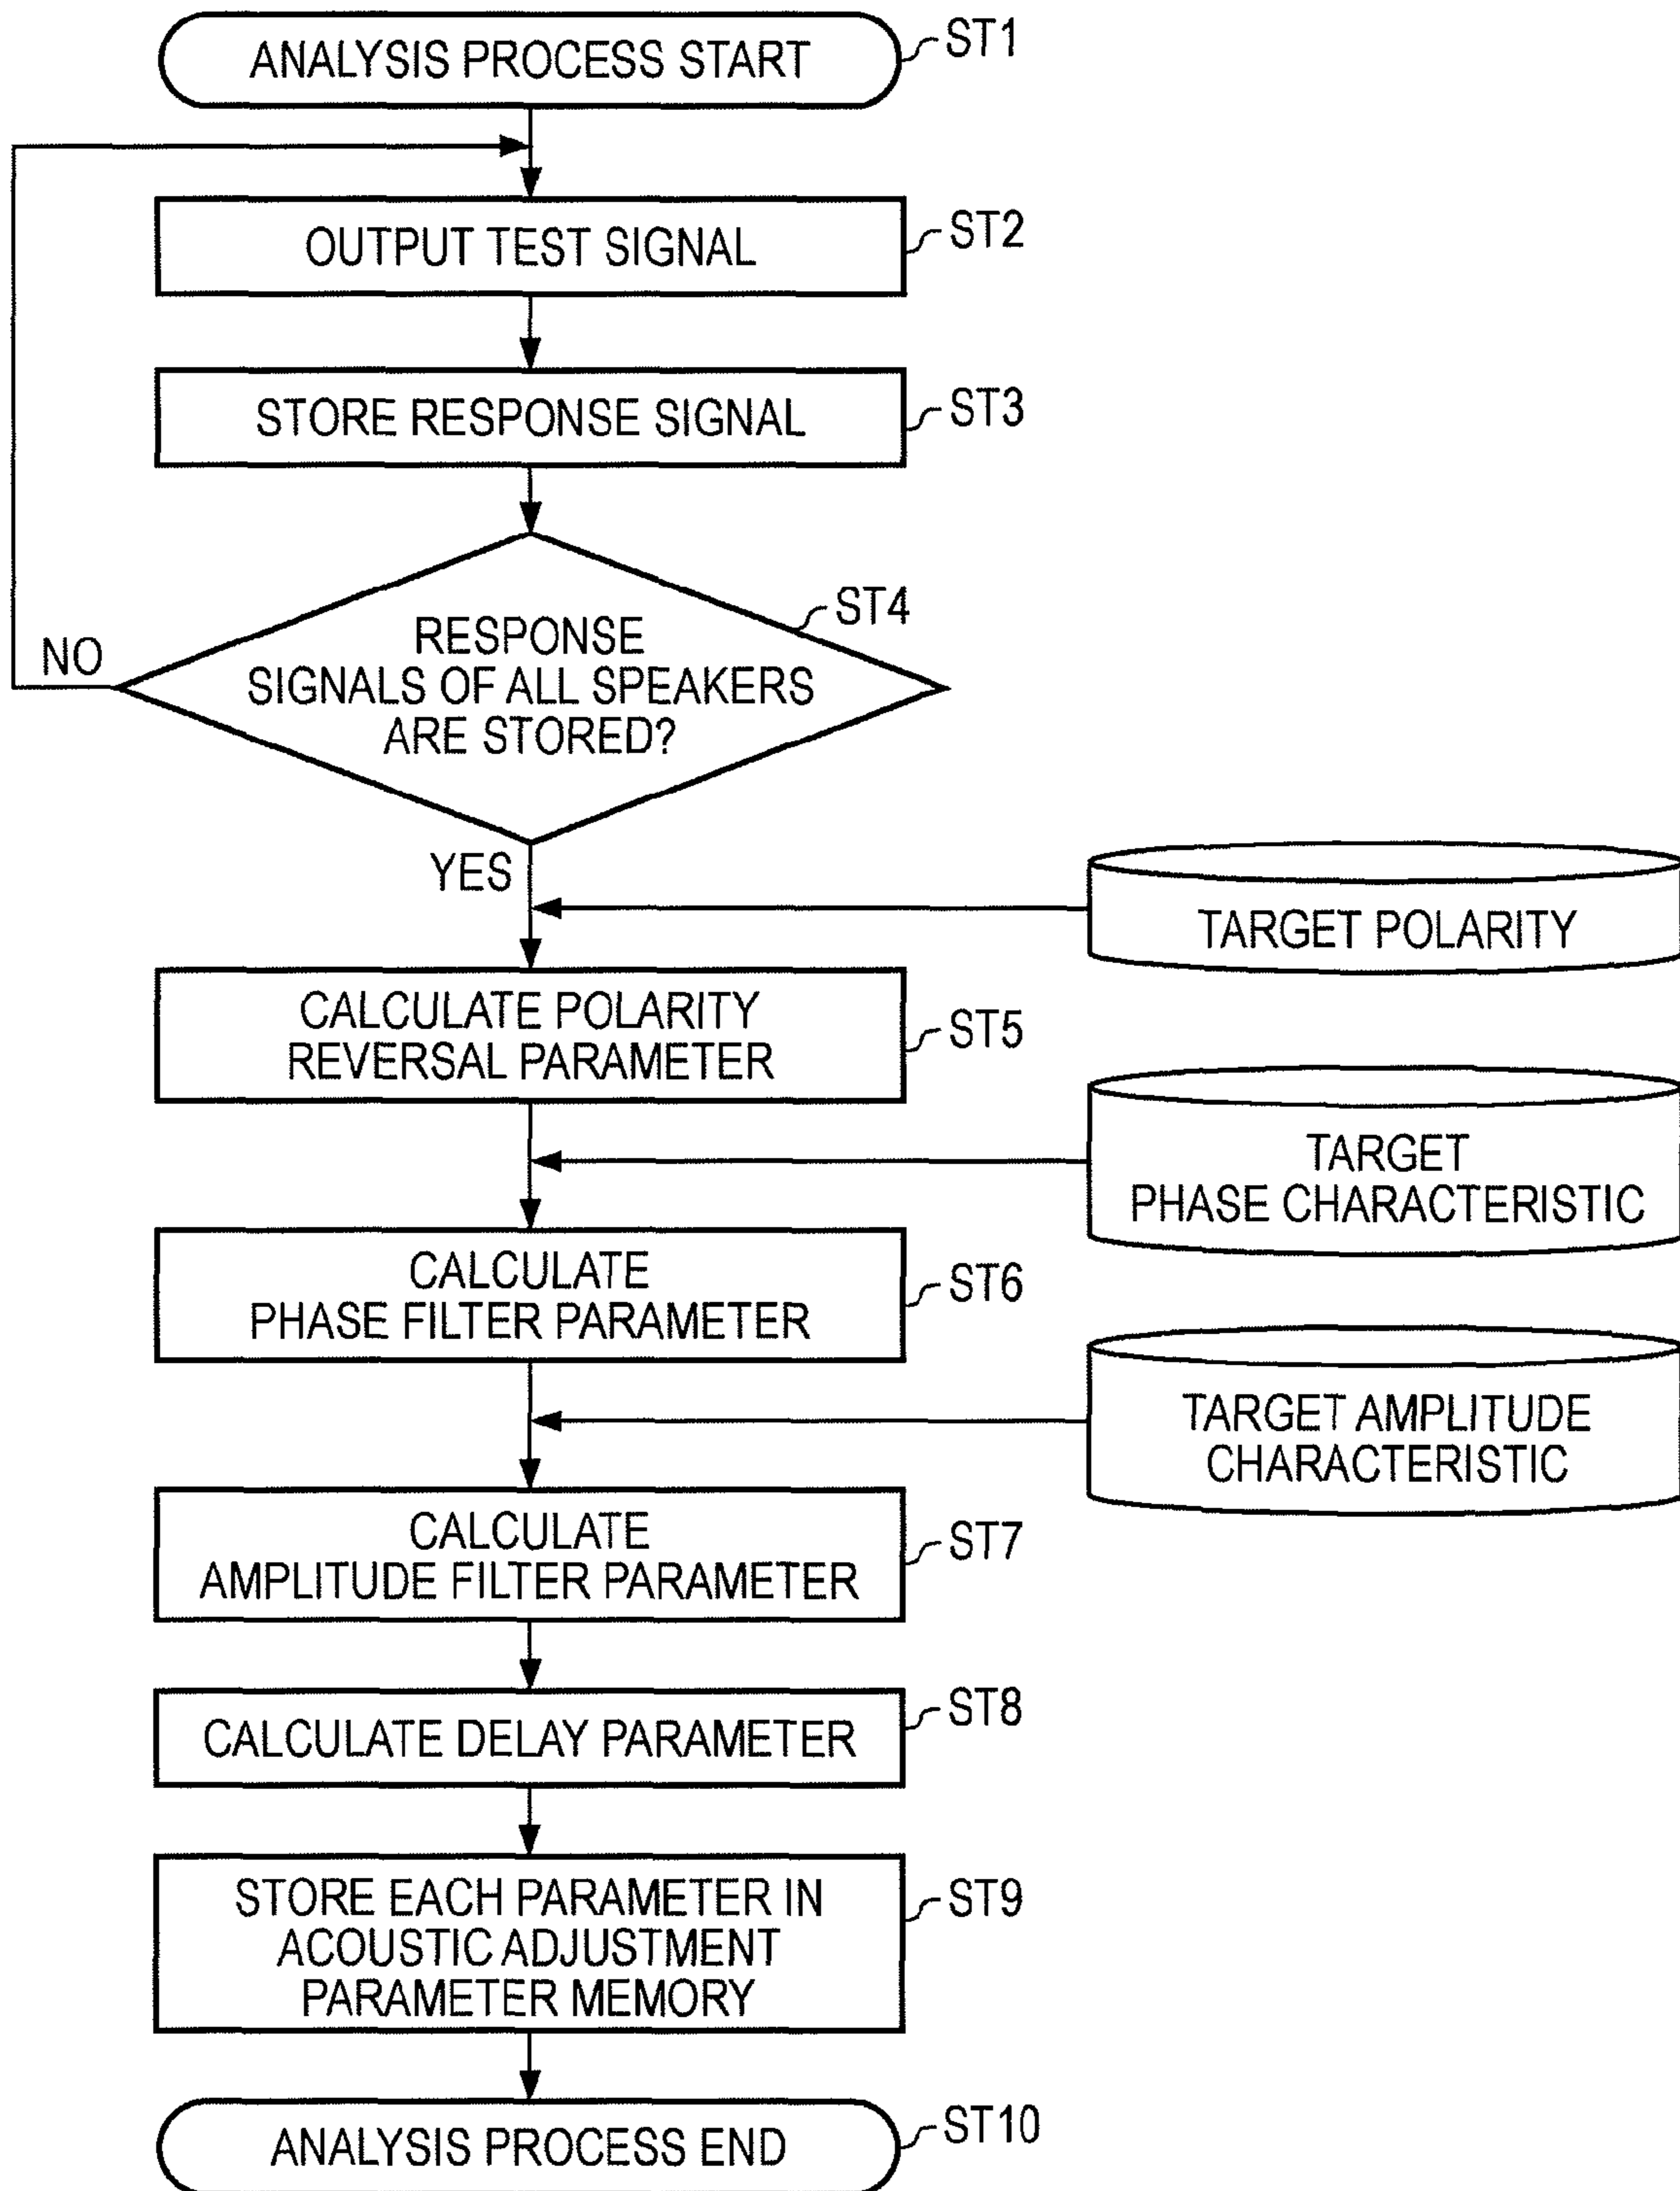 ANALYSIS PROCESS START
ST1
OUTPUT TEST SIGNAL
ST2
STORE RESPONSE SIGNAL
ST3
RESPONSE
SIGNALS OF ALL SPEAKERS
ARE STORED?
ST4
NO
YES
TARGET POLARITY
CALCULATE POLARITY
REVERSAL PARAMETER
ST5
TARGET
PHASE CHARACTERISTIC
CALCULATE
PHASE FILTER PARAMETER
ST6
TARGET AMPLITUDE
CHARACTERISTIC
CALCULATE
AMPLITUDE FILTER PARAMETER
ST7
CALCULATE DELAY PARAMETER
ST8
STORE EACH PARAMETER IN
ACOUSTIC ADJUSTMENT
PARAMETER MEMORY
ST9
ANALYSIS PROCESS END
ST10